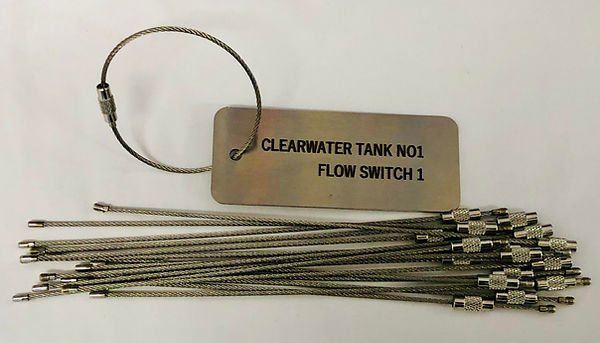 CLEARWATER TANK NO1
FLOW SWITCH 1